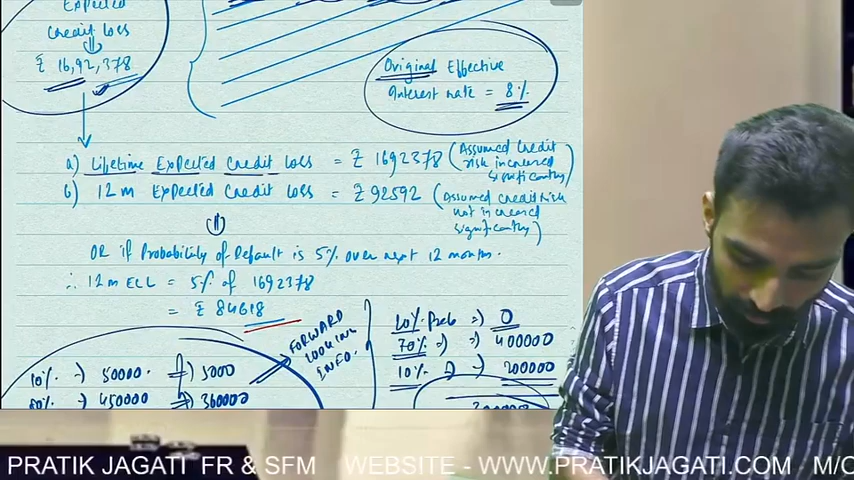 Expected
Credit loss
₹ 16,92,378
Original Effective
Interest rate = 8%
a) Lifetime Expected Credit loss = ₹ 1692378 (Assumed Credit risk increased significantly)
b) 12m Expected Credit loss = ₹ 92592 (Assumed credit risk not increased significantly)
OR if Probability of Default is 5% over next 12 months.
∴ 12m ECL = 5% of 1692378
= ₹ 84618
FORWARD
LOOKING
INFO.
10% → 50000 → 5000
80% → 450000 → 360000
10% Prob → 0
70% → → 400000
10% → → 200000
PRATIK JAGATI FR & SFM WEBSITE - WWW.PRATIKJAGATI.COM M/O